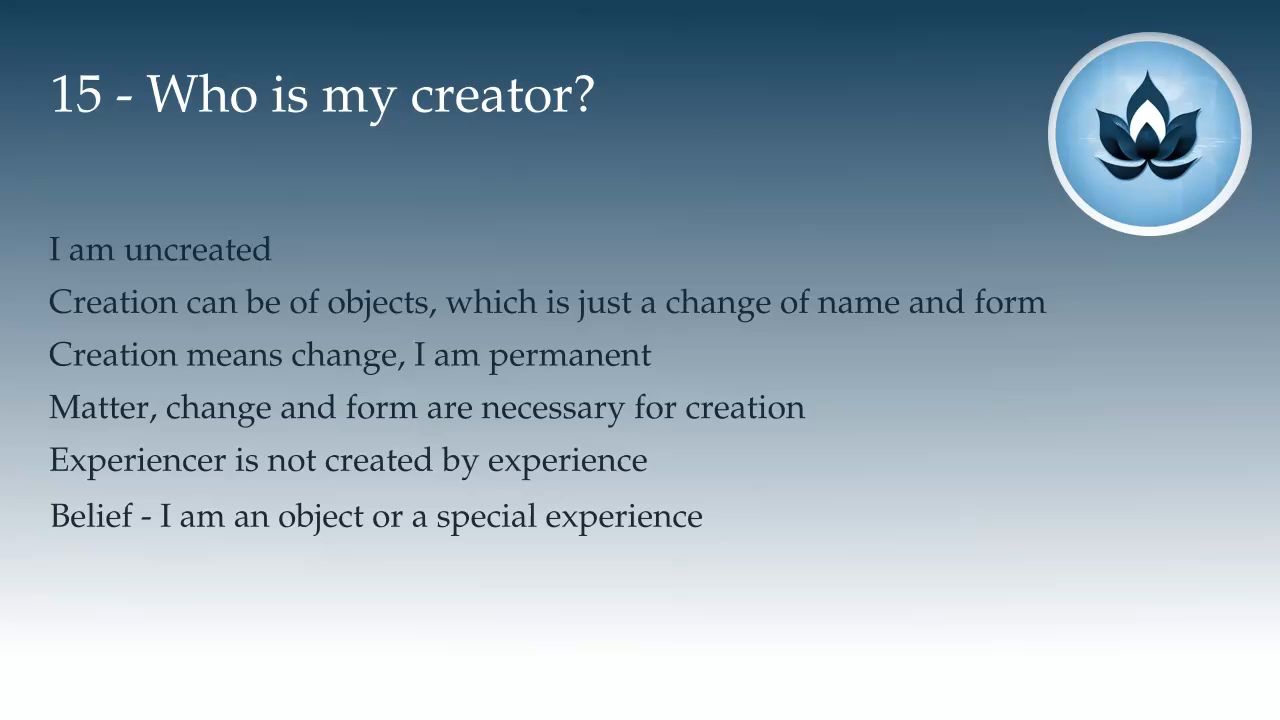 15 - Who is my creator?
I am uncreated
Creation can be of objects, which is just a change of name and form
Creation means change, I am permanent
Matter, change and form are necessary for creation
Experiencer is not created by experience
Belief - I am an object or a special experience